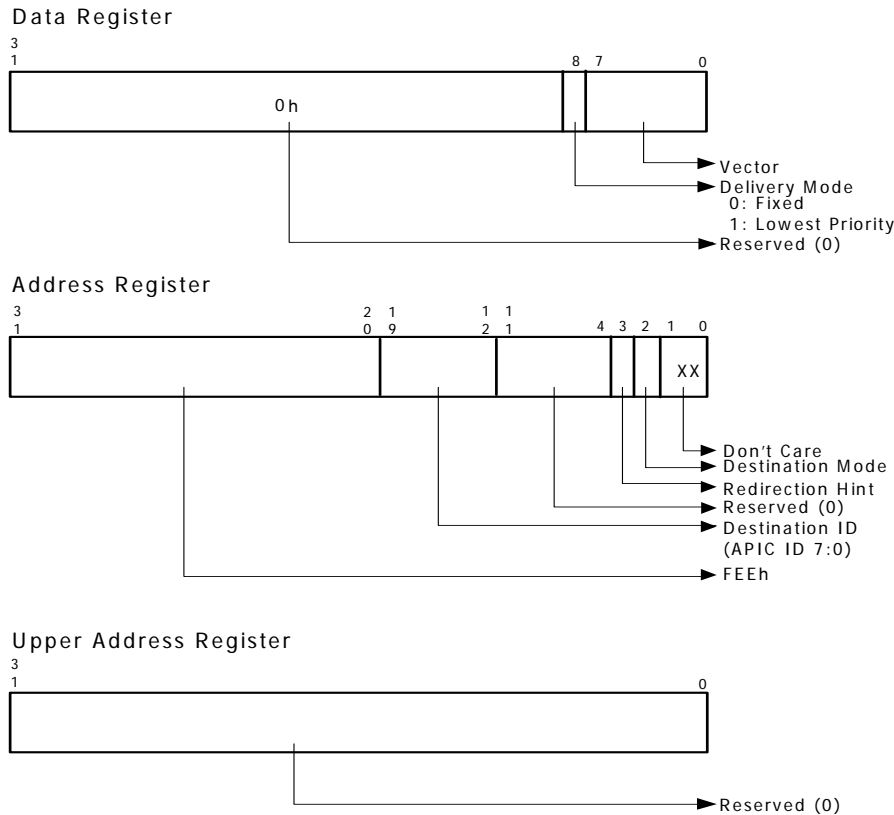 Data Register
3
1 8 7 0
0h
Vector
Delivery Mode
0: Fixed
1: Lowest Priority
Reserved (0)
Address Register
3 2 1 1 1
1 0 9 2 1 4 3 2 1 0
XX
Don't Care
Destination Mode
Redirection Hint
Reserved (0)
Destination ID
(APIC ID 7:0)
FEEh
Upper Address Register
3
1 0
Reserved (0)